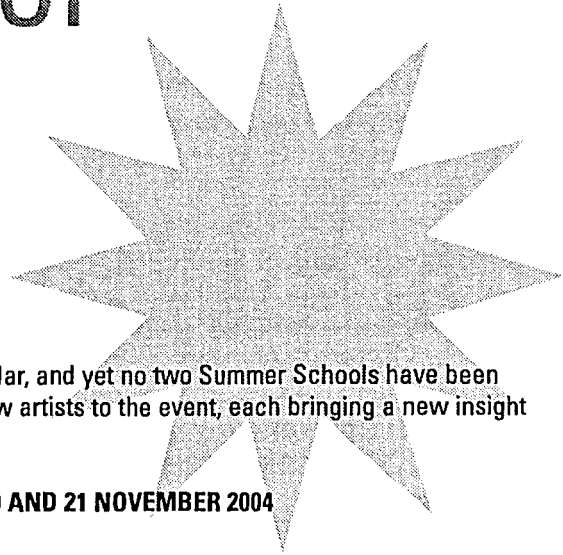 lar, and yet no two Summer Schools have been
w artists to the event, each bringing a new insight
AND 21 NOVEMBER 2004